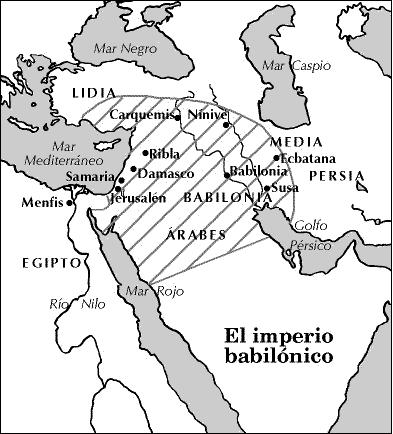 Mar Negro
Mar
Caspio
LIDIA
Carquemis
Nínive
Mar
Mediterráneo
Ribla
MEDIA
Ecbatana
Samaria
Damasco
Babilonia
PERSIA
Menfis
Jerusalén
BABILONIA
Susa
ÁRABES
Golfo
Pérsico
EGIPTO
Río Nilo
Mar Rojo
El imperio
babilónico